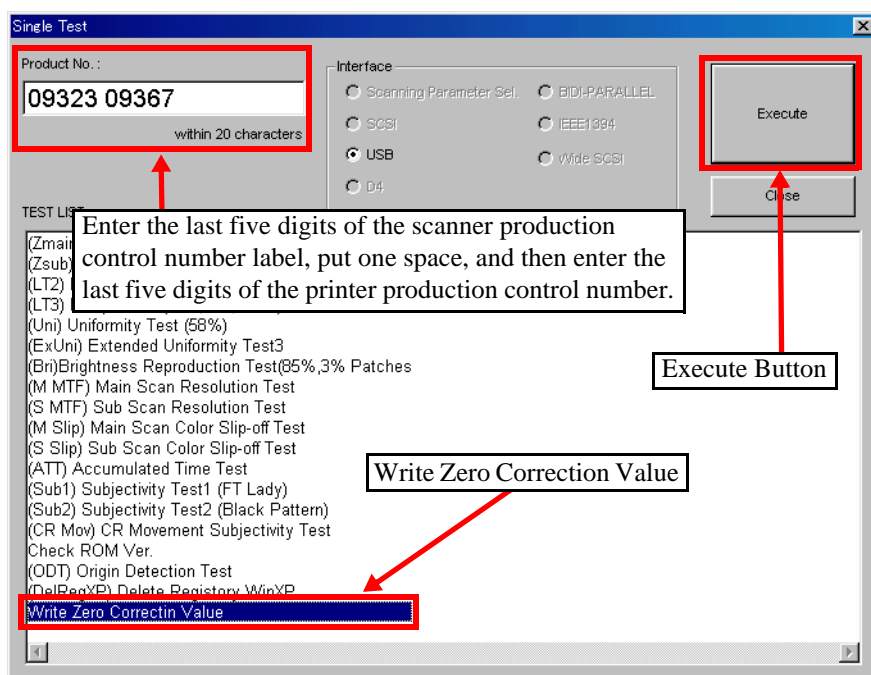 Single Test
Product No. :
09323 09367
within 20 characters
Interface
Scanning Parameter Sel.
BIDI-PARALLEL
SCSI
IEEE1394
USB
Wide SCSI
D4
Execute
Close
TEST LIST
Enter the last five digits of the scanner production
control number label, put one space, and then enter the
last five digits of the printer production control number.
(Zmain
(Zsub)
(LT2)
(LT3)
(Uni) Uniformity Test (58%)
(ExUni) Extended Uniformity Test3
(Bri)Brightness Reproduction Test(85%,3% Patches
(M MTF) Main Scan Resolution Test
(S MTF) Sub Scan Resolution Test
(M Slip) Main Scan Color Slip-off Test
(S Slip) Sub Scan Color Slip-off Test
(ATT) Accumulated Time Test
(Sub1) Subjectivity Test1 (FT Lady)
(Sub2) Subjectivity Test2 (Black Pattern)
(CR Mov) CR Movement Subjectivity Test
Check ROM Ver.
(ODT) Origin Detection Test
(DelRegXP) Delete Registory WinXP
Write Zero Correctin Value
Execute Button
Write Zero Correction Value